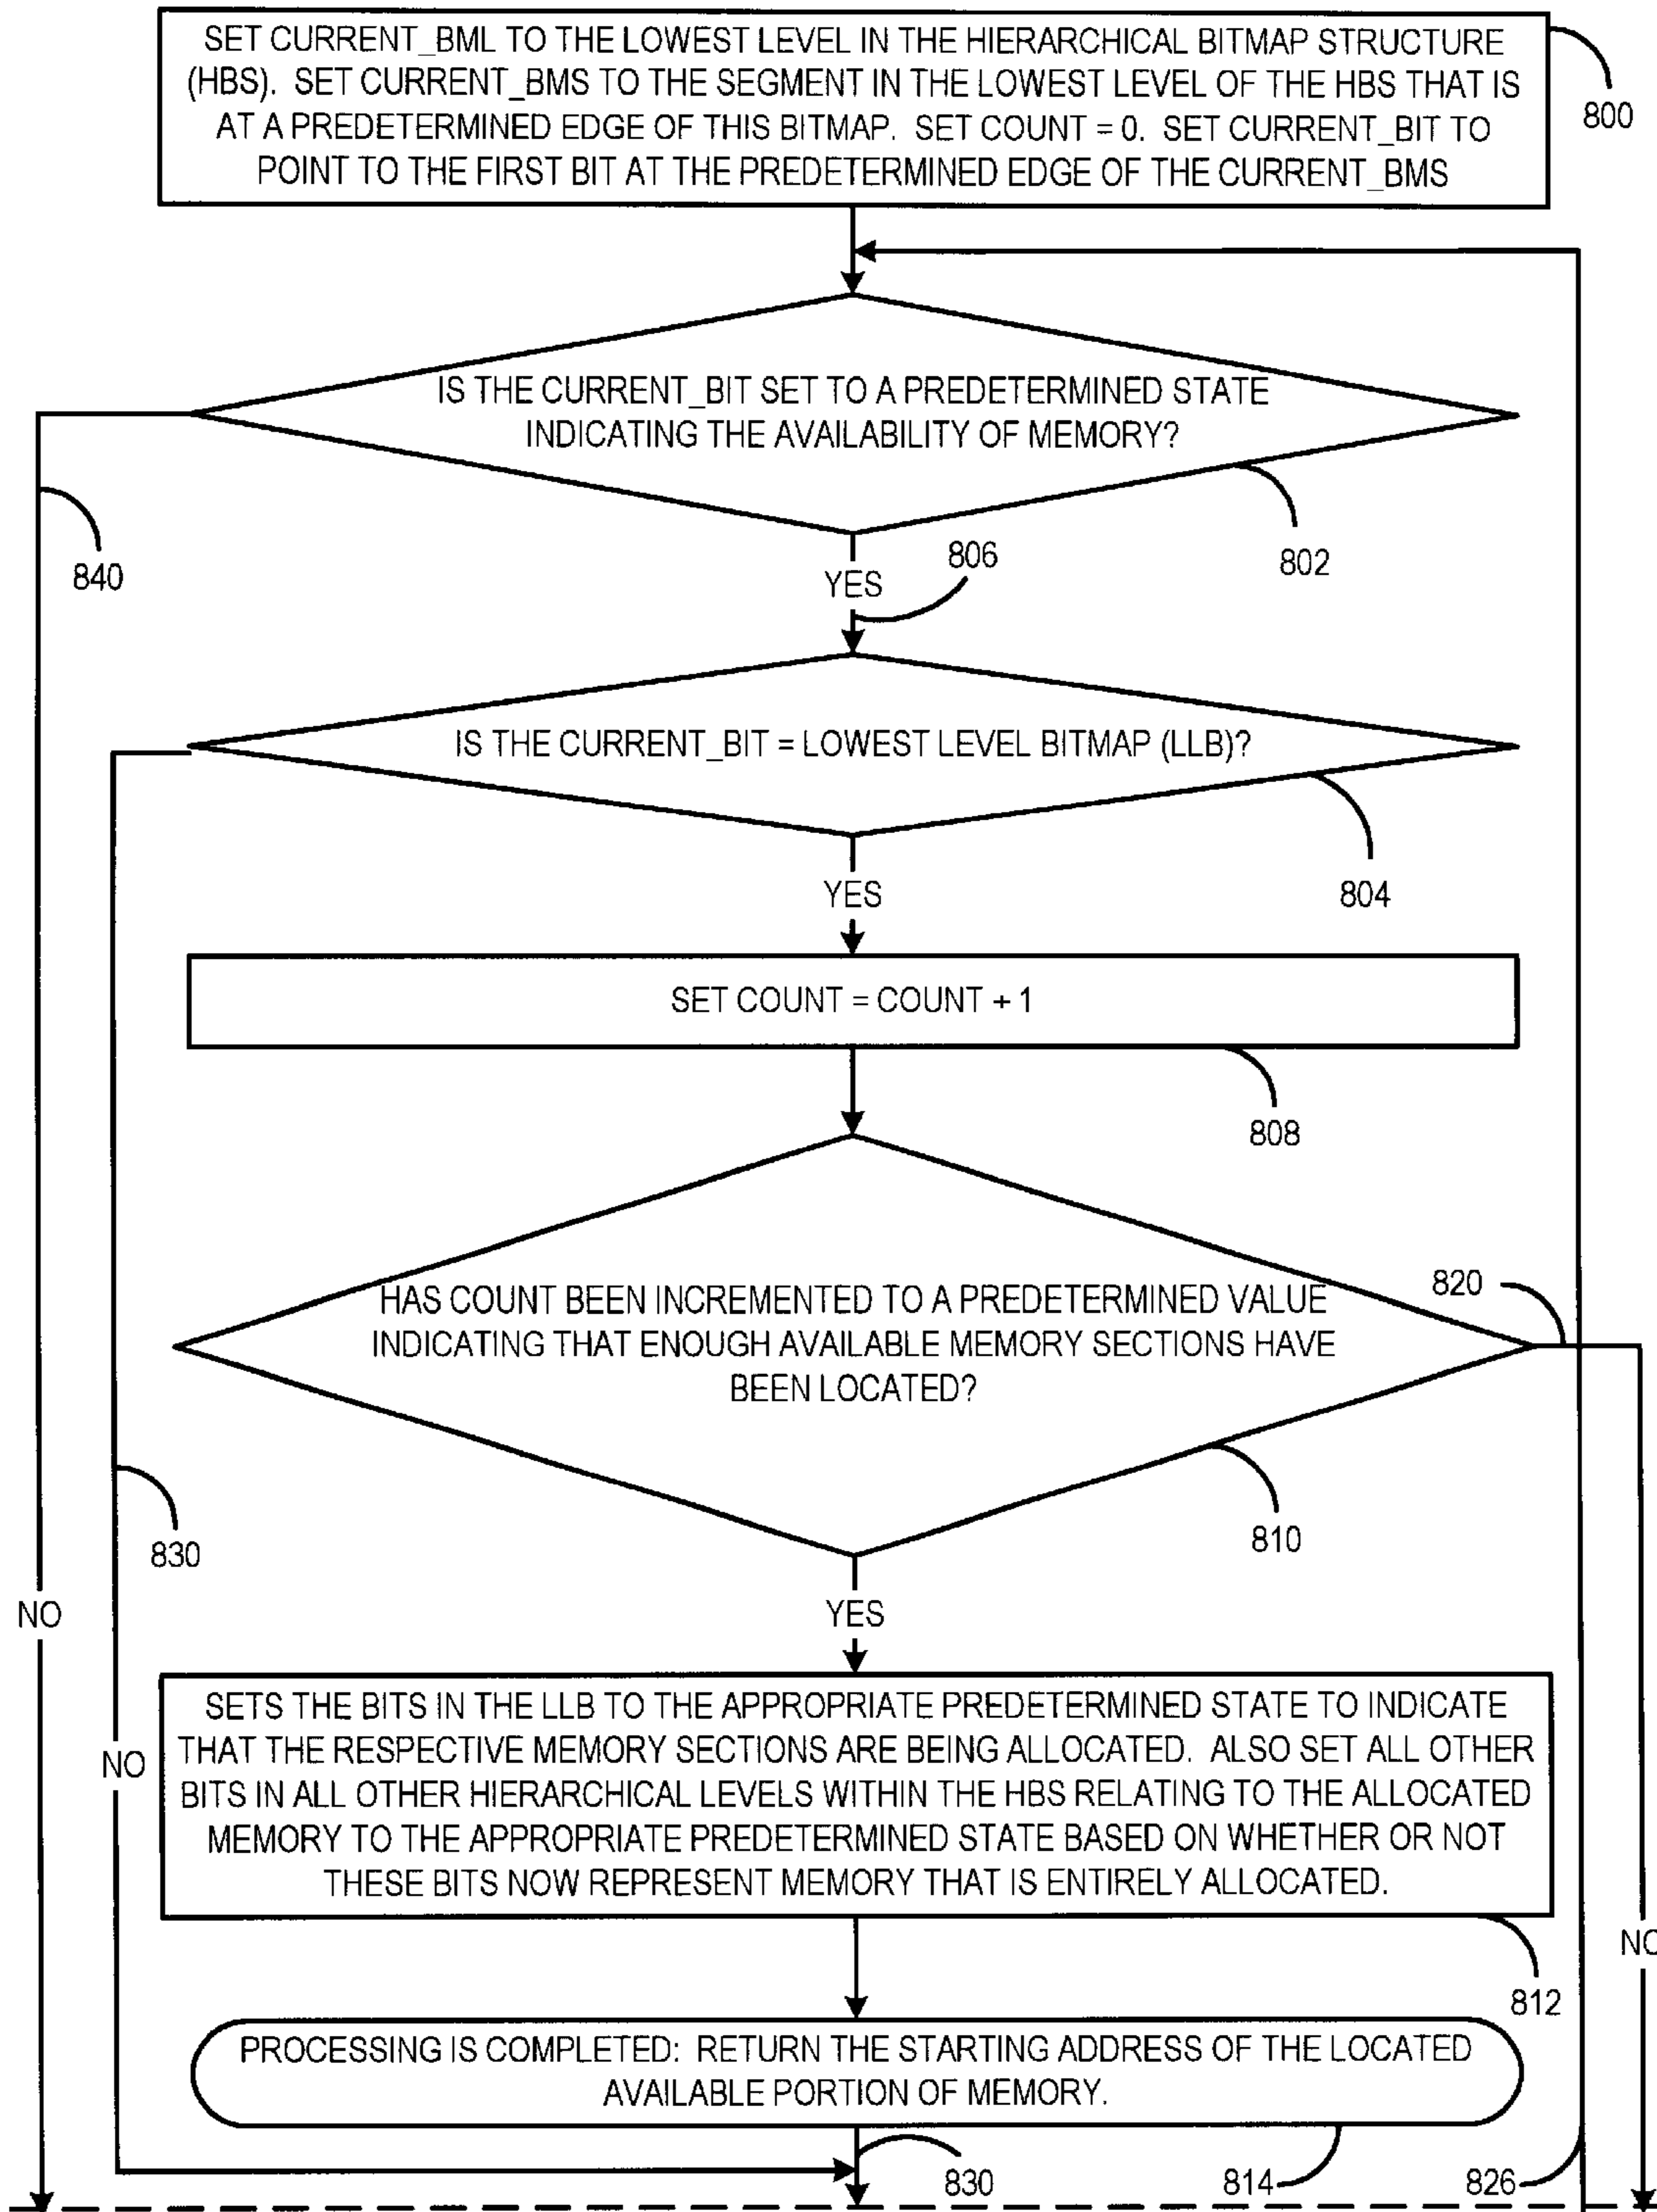 SET CURRENT_BML TO THE LOWEST LEVEL IN THE HIERARCHICAL BITMAP STRUCTURE
(HBS). SET CURRENT_BMS TO THE SEGMENT IN THE LOWEST LEVEL OF THE HBS THAT IS
AT A PREDETERMINED EDGE OF THIS BITMAP. SET COUNT = 0. SET CURRENT_BIT TO
POINT TO THE FIRST BIT AT THE PREDETERMINED EDGE OF THE CURRENT_BMS
800
IS THE CURRENT_BIT SET TO A PREDETERMINED STATE
INDICATING THE AVAILABILITY OF MEMORY?
802
840
806
YES
IS THE CURRENT_BIT = LOWEST LEVEL BITMAP (LLB)?
804
YES
SET COUNT = COUNT + 1
808
HAS COUNT BEEN INCREMENTED TO A PREDETERMINED VALUE
INDICATING THAT ENOUGH AVAILABLE MEMORY SECTIONS HAVE
BEEN LOCATED?
820
810
830
YES
NO
SETS THE BITS IN THE LLB TO THE APPROPRIATE PREDETERMINED STATE TO INDICATE
THAT THE RESPECTIVE MEMORY SECTIONS ARE BEING ALLOCATED. ALSO SET ALL OTHER
BITS IN ALL OTHER HIERARCHICAL LEVELS WITHIN THE HBS RELATING TO THE ALLOCATED
MEMORY TO THE APPROPRIATE PREDETERMINED STATE BASED ON WHETHER OR NOT
THESE BITS NOW REPRESENT MEMORY THAT IS ENTIRELY ALLOCATED.
NO
NO
812
PROCESSING IS COMPLETED: RETURN THE STARTING ADDRESS OF THE LOCATED
AVAILABLE PORTION OF MEMORY.
830
814
826